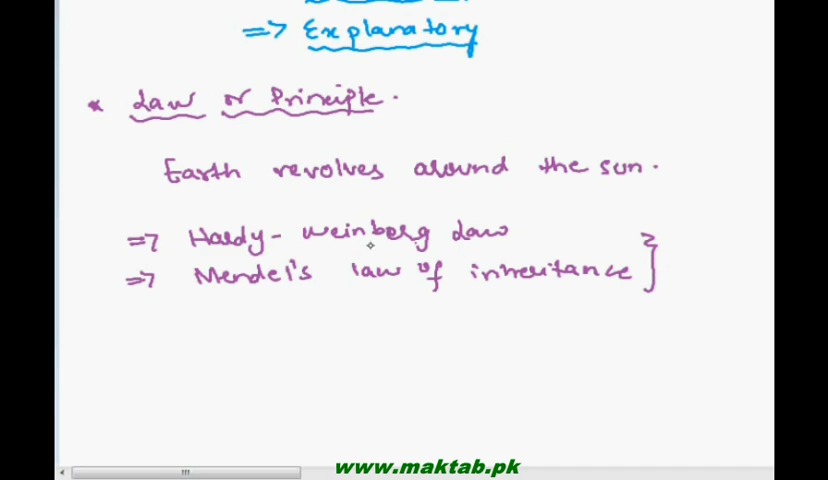 => Explanatory
* Law or Principle.
Earth revolves around the sun.
=> Hardy-weinberg Law
=> Mendel's law of inheritance }
www.maktab.pk